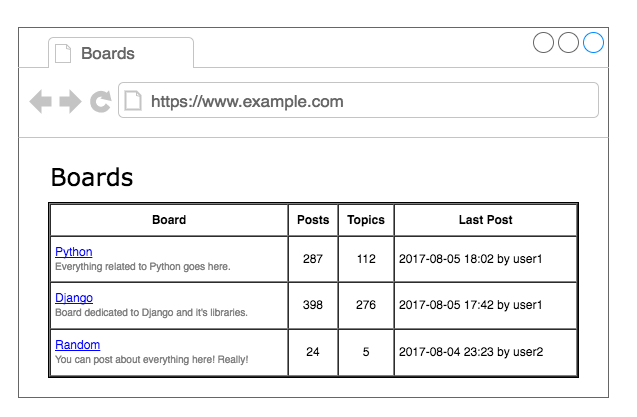 Boards
https://www.example.com
Boards
Board Posts Topics Last Post
Python
Everything related to Python goes here.
287 112 2017-08-05 18:02 by user1
Django
Board dedicated to Django and it's libraries.
398 276 2017-08-05 17:42 by user1
Random
You can post about everything here! Really!
24 5 2017-08-04 23:23 by user2